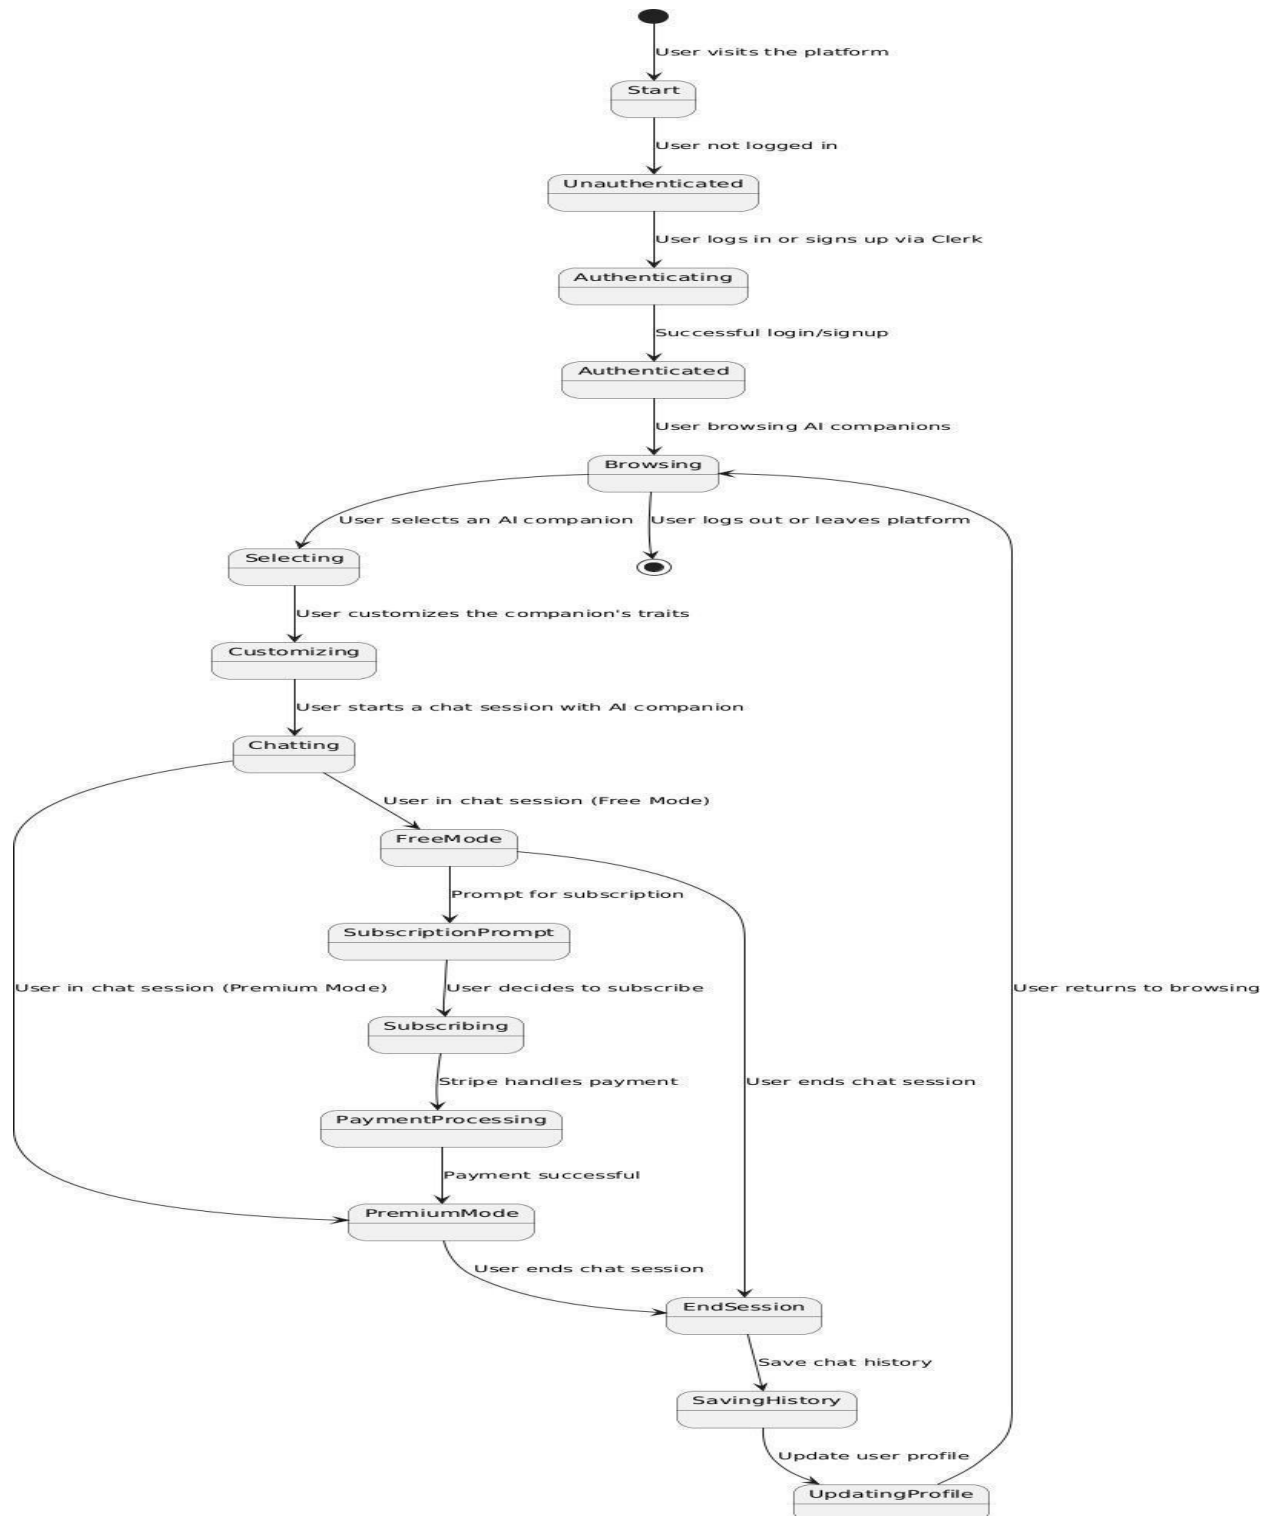 User visits the platform
Start
User not logged in
Unauthenticated
User logs in or signs up via Clerk
Authenticating
Successful login/signup
Authenticated
User browsing AI companions
Browsing
User selects an AI companion
User logs out or leaves platform
Selecting
User customizes the companion's traits
Customizing
User starts a chat session with AI companion
Chatting
User in chat session (Free Mode)
FreeMode
Prompt for subscription
SubscriptionPrompt
User in chat session (Premium Mode)
User decides to subscribe
User returns to browsing
Subscribing
Stripe handles payment
User ends chat session
PaymentProcessing
Payment successful
PremiumMode
User ends chat session
EndSession
Save chat history
SavingHistory
Update user profile
UpdatingProfile